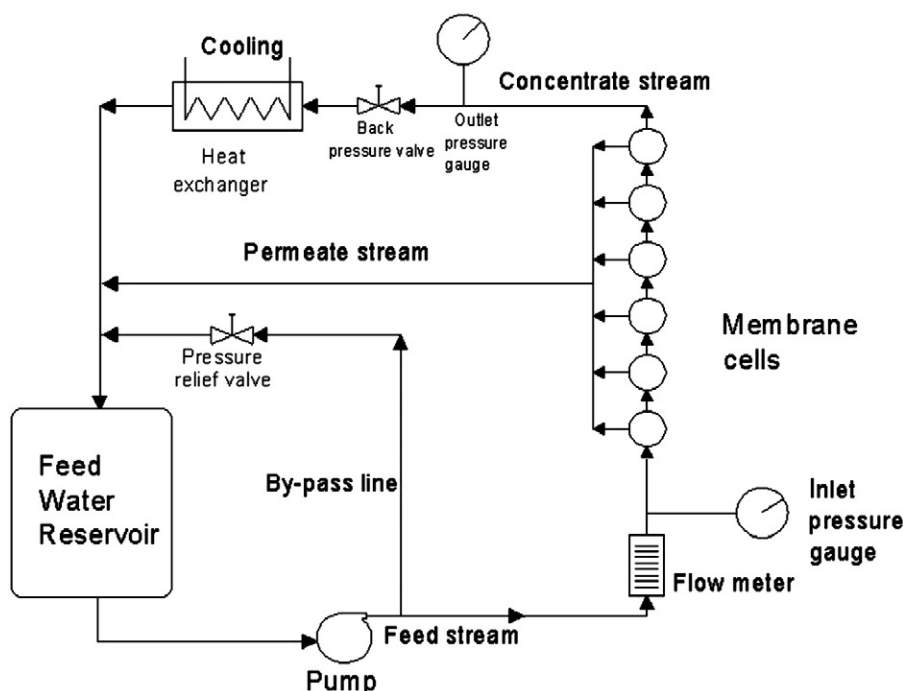 Cooling
Concentrate stream
Back
pressure valve
Outlet
pressure
gauge
Heat
exchanger
Permeate stream
Membrane
cells
Pressure
relief valve
Feed
Water
Reservoir
By-pass line
Inlet
pressure
gauge
Flow meter
Feed stream
Pump